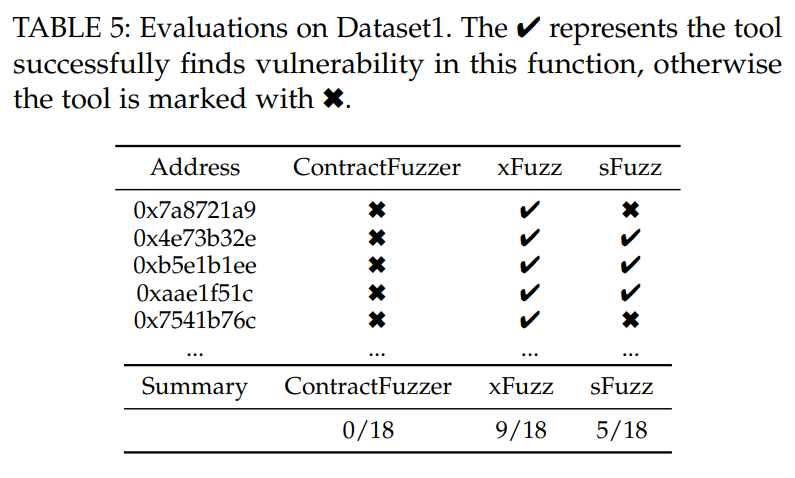 TABLE 5: Evaluations on Dataset1. The ✔ represents the tool
successfully finds vulnerability in this function, otherwise
the tool is marked with ✖.
Address ContractFuzzer xFuzz sFuzz
0x7a8721a9 ✖ ✔ ✖
0x4e73b32e ✖ ✔ ✔
0xb5e1b1ee ✖ ✔ ✔
0xaae1f51c ✖ ✔ ✔
0x7541b76c ✖ ✔ ✖
... ... ... ...
Summary ContractFuzzer xFuzz sFuzz
0/18 9/18 5/18